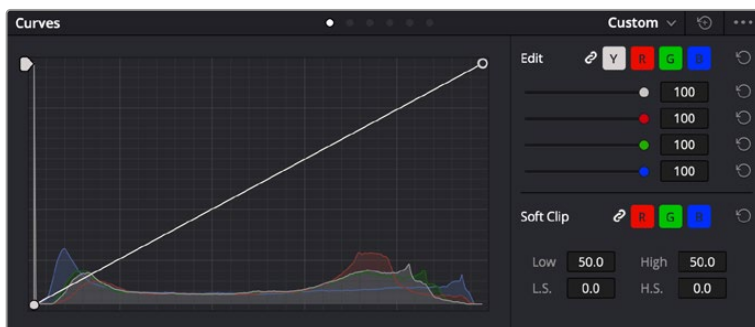 Curves Custom
Edit Y R G B
100
100
100
100
Soft Clip R G B
Low 50.0 High 50.0
L.S. 0.0 H.S. 0.0